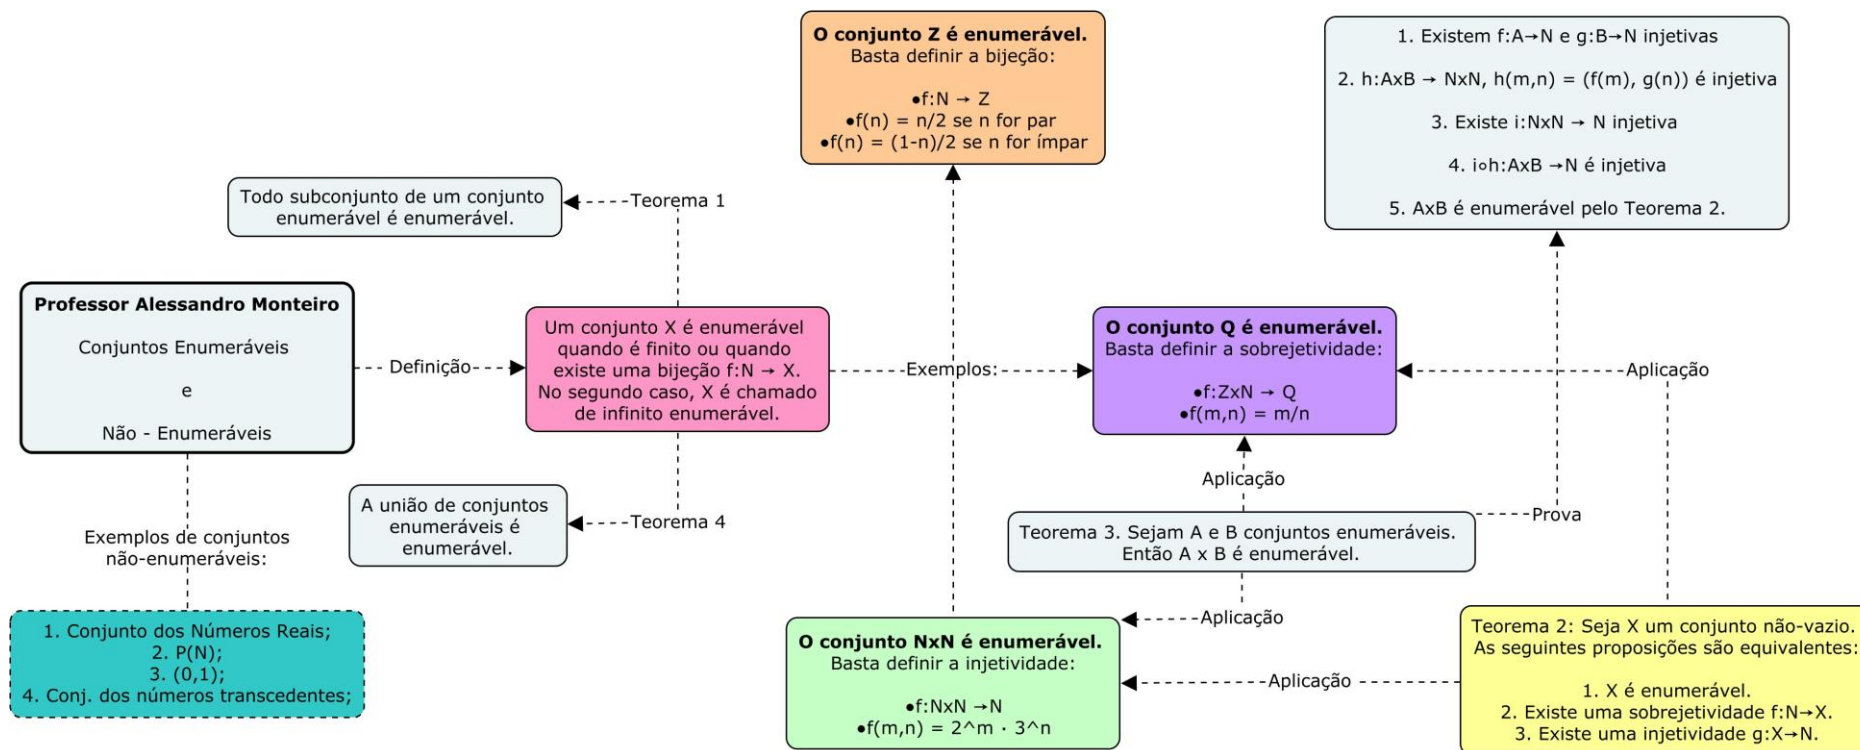 O conjunto Z é enumerável.
Basta definir a bijeção:
•f:N → Z
•f(n) = n/2 se n for par
•f(n) = (1-n)/2 se n for ímpar
1. Existem f:A→N e g:B→N injetivas
2. h:AxB → NxN, h(m,n) = (f(m), g(n)) é injetiva
3. Existe i:NxN → N injetiva
4. i∘h:AxB →N é injetiva
5. AxB é enumerável pelo Teorema 2.
Todo subconjunto de um conjunto
enumerável é enumerável.
Teorema 1
Professor Alessandro Monteiro
Conjuntos Enumeráveis
e
Não - Enumeráveis
Definição
Um conjunto X é enumerável
quando é finito ou quando
existe uma bijeção f:N → X.
No segundo caso, X é chamado
de infinito enumerável.
Exemplos:
O conjunto Q é enumerável.
Basta definir a sobrejetividade:
•f:ZxN → Q
•f(m,n) = m/n
Aplicação
Aplicação
A união de conjuntos
enumeráveis é
enumerável.
Teorema 4
Teorema 3. Sejam A e B conjuntos enumeráveis.
Então A x B é enumerável.
Prova
Exemplos de conjuntos
não-enumeráveis:
1. Conjunto dos Números Reais;
2. P(N);
3. (0,1);
4. Conj. dos números transcedentes;
Aplicação
O conjunto NxN é enumerável.
Basta definir a injetividade:
•f:NxN →N
•f(m,n) = 2^m · 3^n
Aplicação
Teorema 2: Seja X um conjunto não-vazio.
As seguintes proposições são equivalentes:
1. X é enumerável.
2. Existe uma sobrejetividade f:N→X.
3. Existe uma injetividade g:X→N.